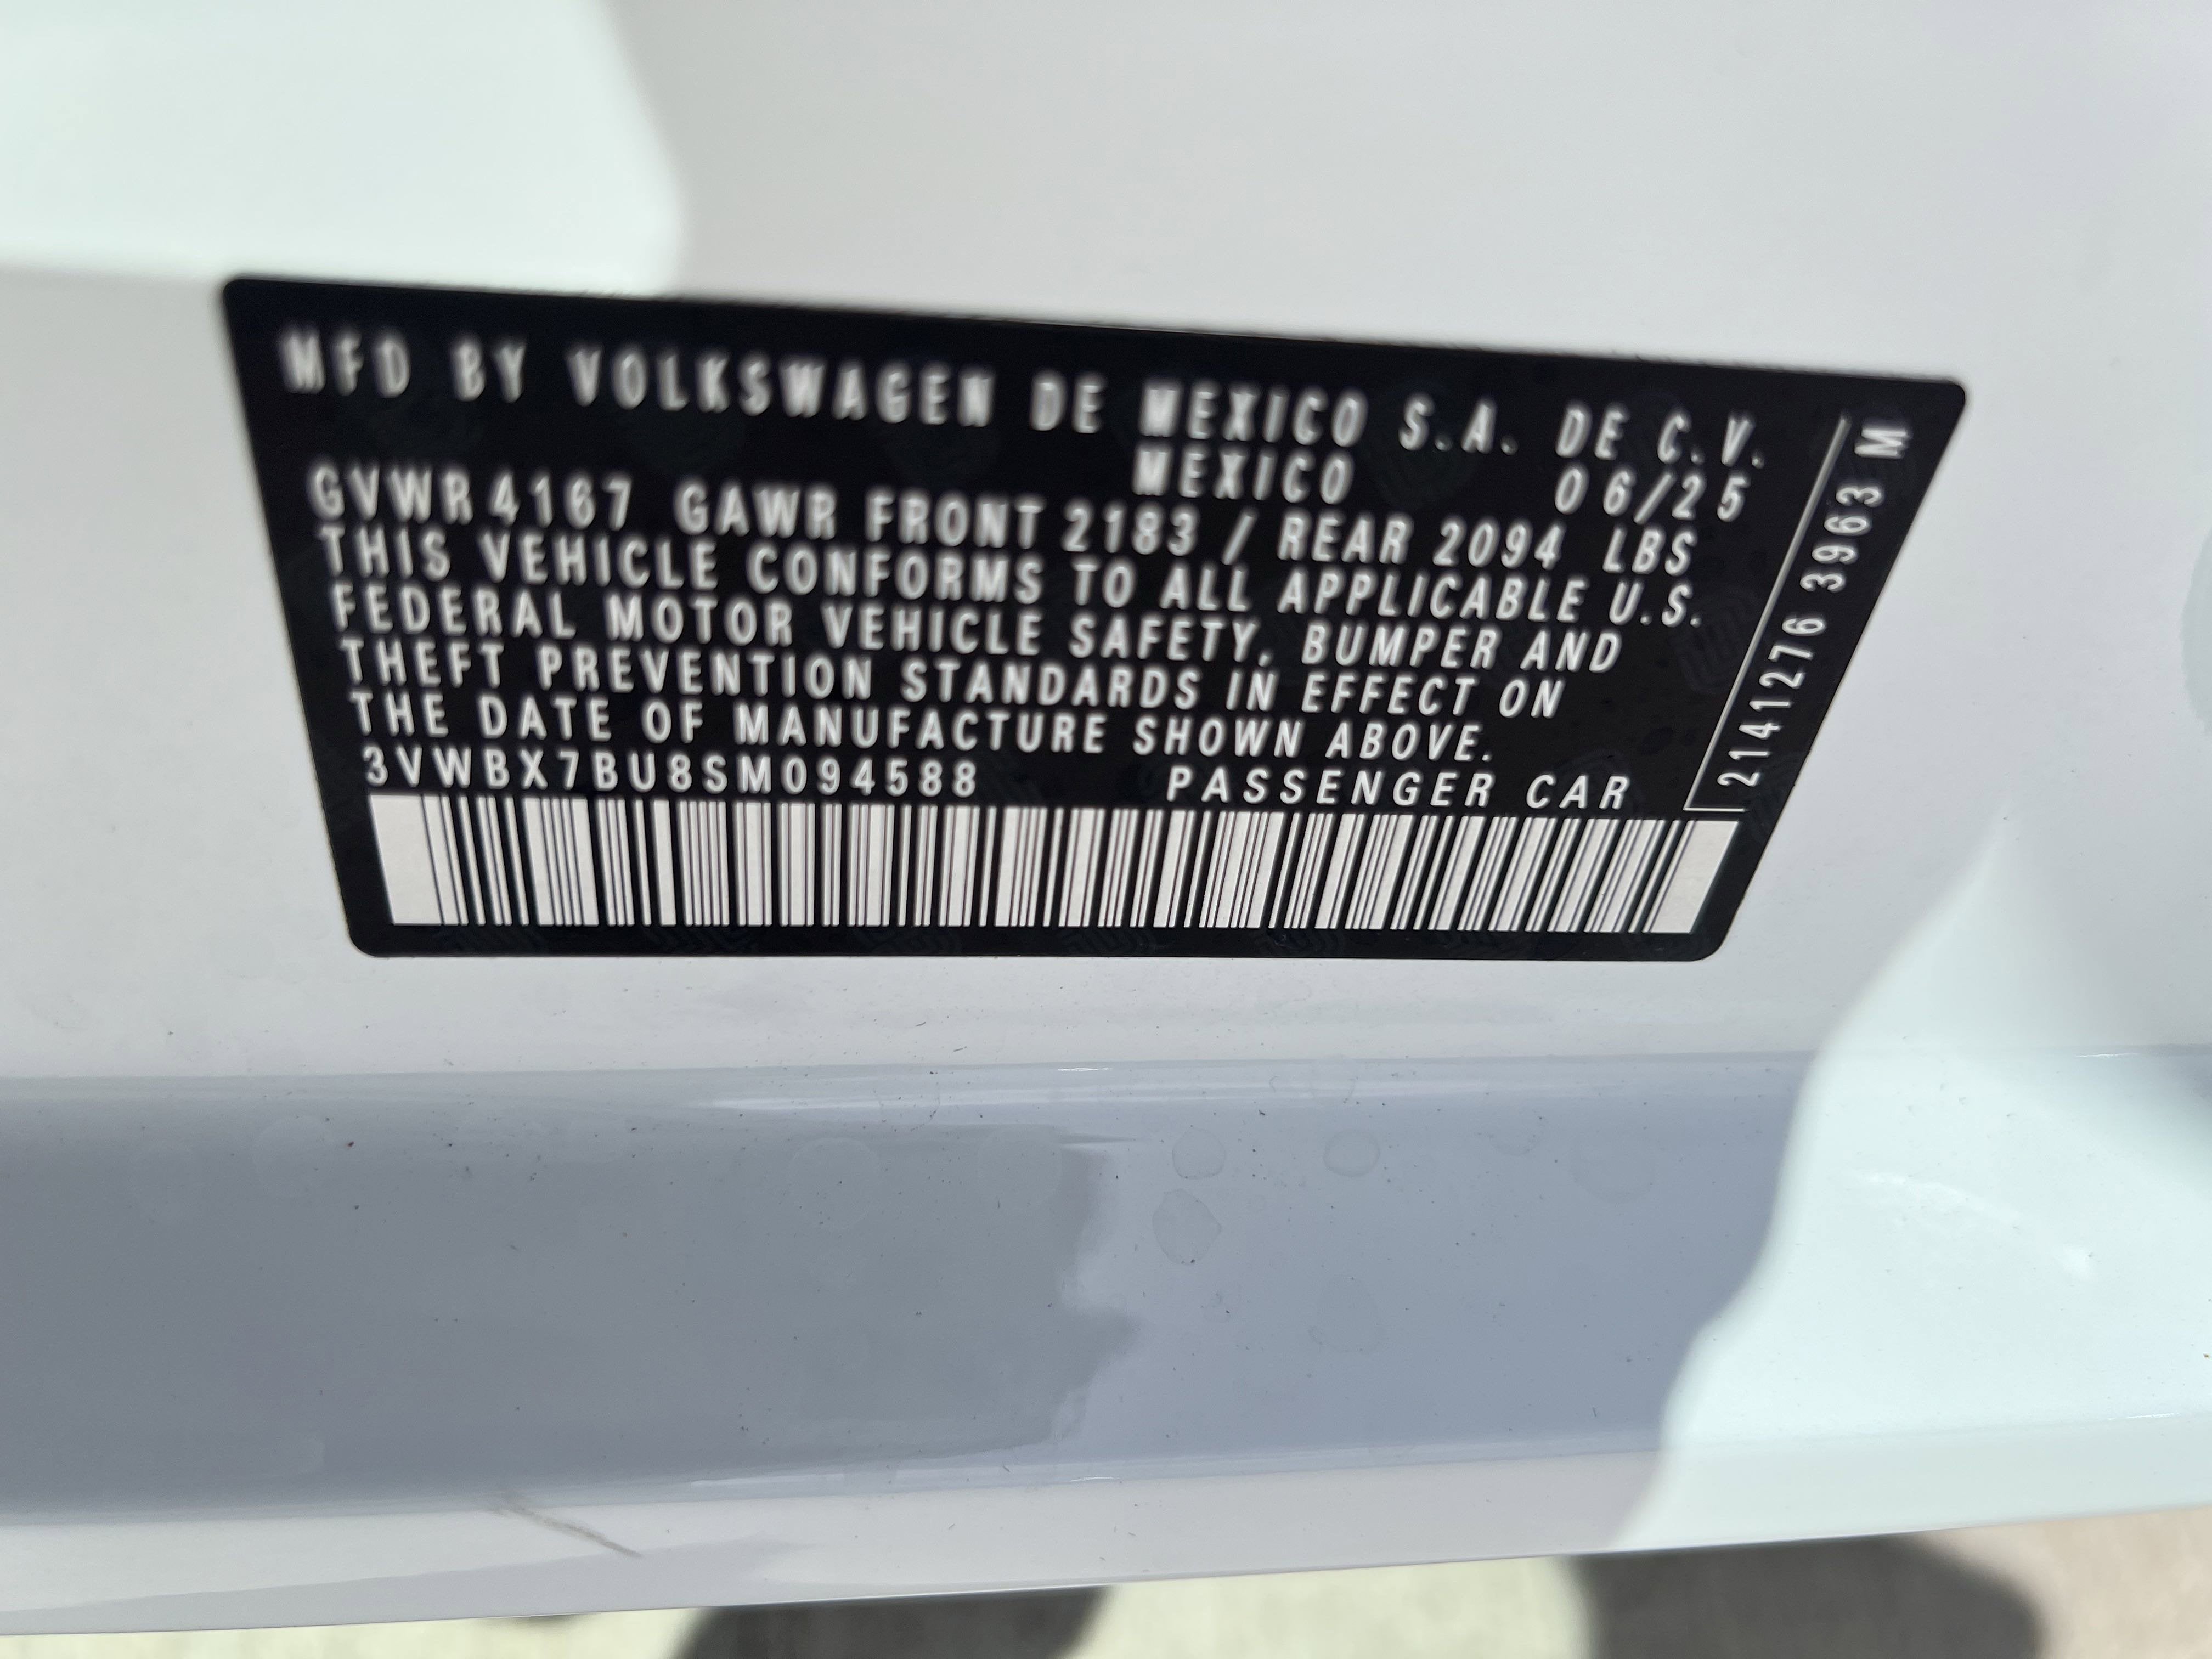 MFD BY VOLKSWAGEN DE MEXICO S.A. DE C.V.
MEXICO 06/25
GVWR 4167 GAWR FRONT 2183 / REAR 2094 LBS
THIS VEHICLE CONFORMS TO ALL APPLICABLE U.S.
FEDERAL MOTOR VEHICLE SAFETY, BUMPER AND
THEFT PREVENTION STANDARDS IN EFFECT ON
THE DATE OF MANUFACTURE SHOWN ABOVE.
3VWBX7BU8SM094588 PASSENGER CAR
2141276 3963 M